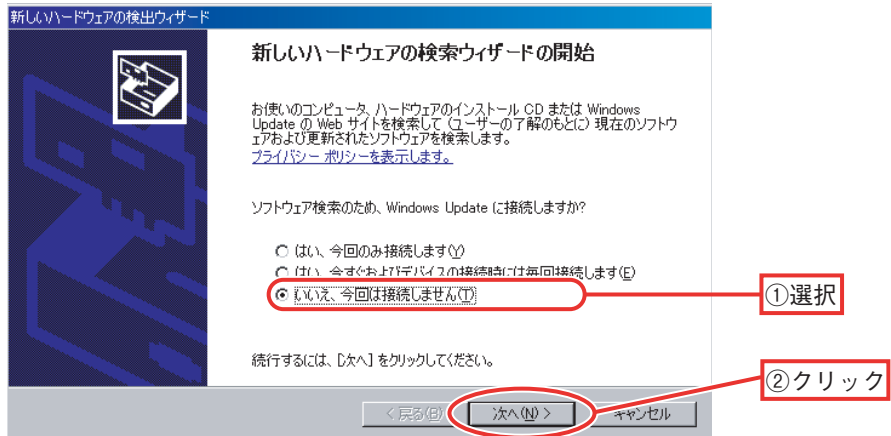 新しいハードウェアの検出ウィザード
新しいハードウェアの検索ウィザードの開始
お使いのコンピュータ、ハードウェアのインストール CD または Windows
Update の Web サイトを検索して (ユーザーの了解のもとに) 現在のソフトウ
ェアおよび更新されたソフトウェアを検索します。
プライバシー ポリシーを表示します。
ソフトウェア検索のため、Windows Update に接続しますか?
はい、今回のみ接続します(Y)
はい、今すぐおよびデバイスの接続時には毎回接続します(E)
いいえ、今回は接続しません(T)
①選択
続行するには、[次へ] をクリックしてください。
②クリック
< 戻る(B)
次へ(N) >
キャンセル